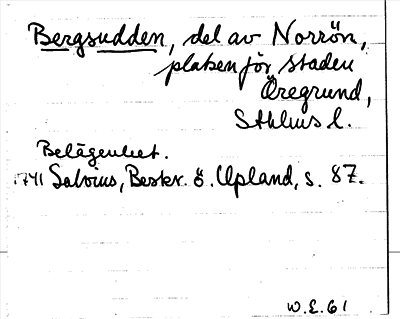 Bergsudden, del av Norrön,
platsen för staden
Öregrund,
Sthlms l.
Belägenhet.
1741 Salvius, Beskr. ö. Upland, s. 87.
W.E. 61